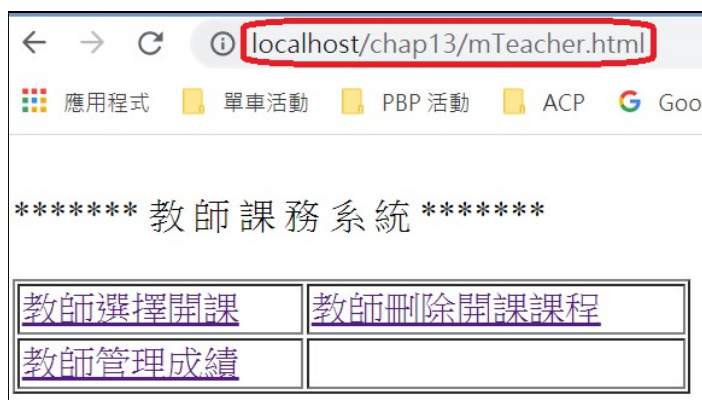 localhost/chap13/mTeacher.html
應用程式 單車活動 PBP 活動 ACP G Goo
******* 教 師 課 務 系 統 *******
教師選擇開課 教師刪除開課課程
教師管理成績